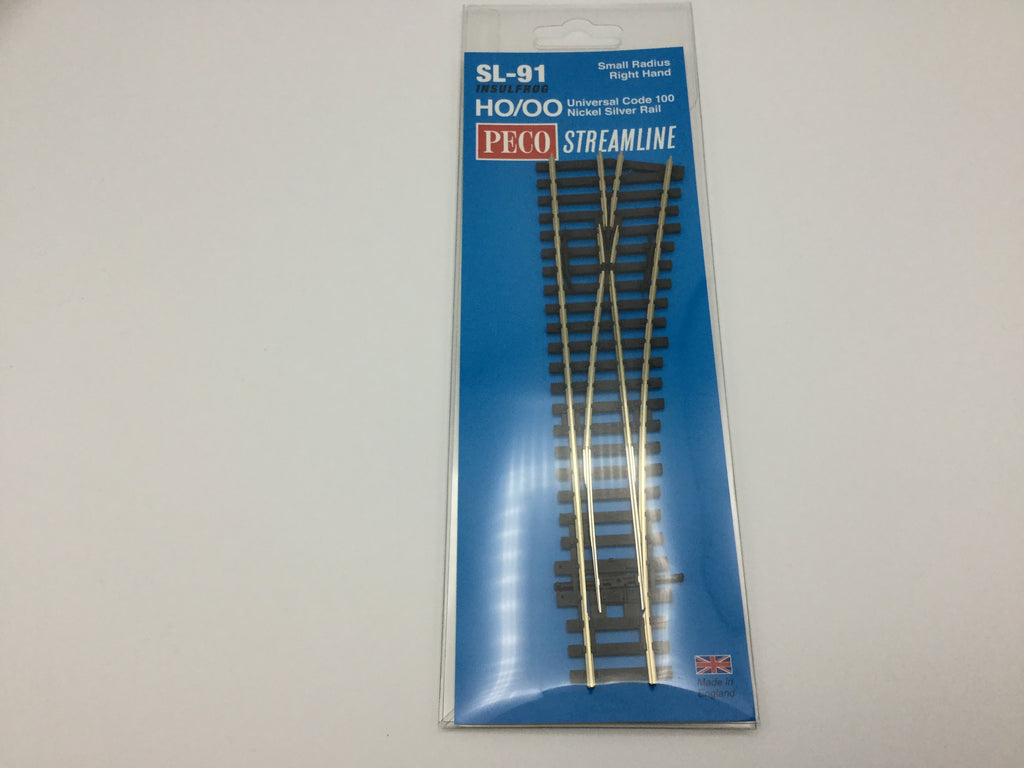 SL-91
INSULFROG
Small Radius
Right Hand
HO/OO
Universal Code 100
Nickel Silver Rail
PECO STREAMLINE
Made in
England